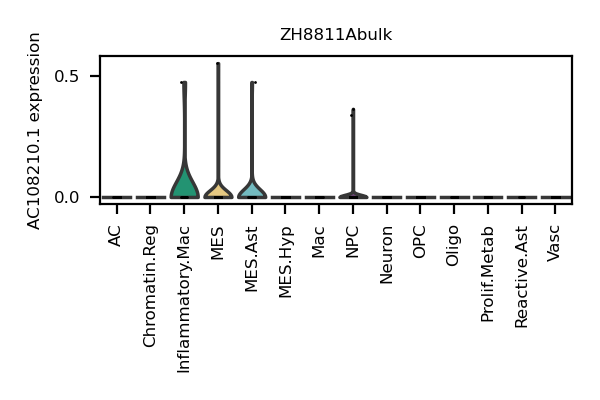 ZH8811Abulk
AC108210.1 expression
0.5
0.0
AC
Chromatin.Reg
Inflammatory.Mac
MES
MES.Ast
MES.Hyp
Mac
NPC
Neuron
OPC
Oligo
Prolif.Metab
Reactive.Ast
Vasc